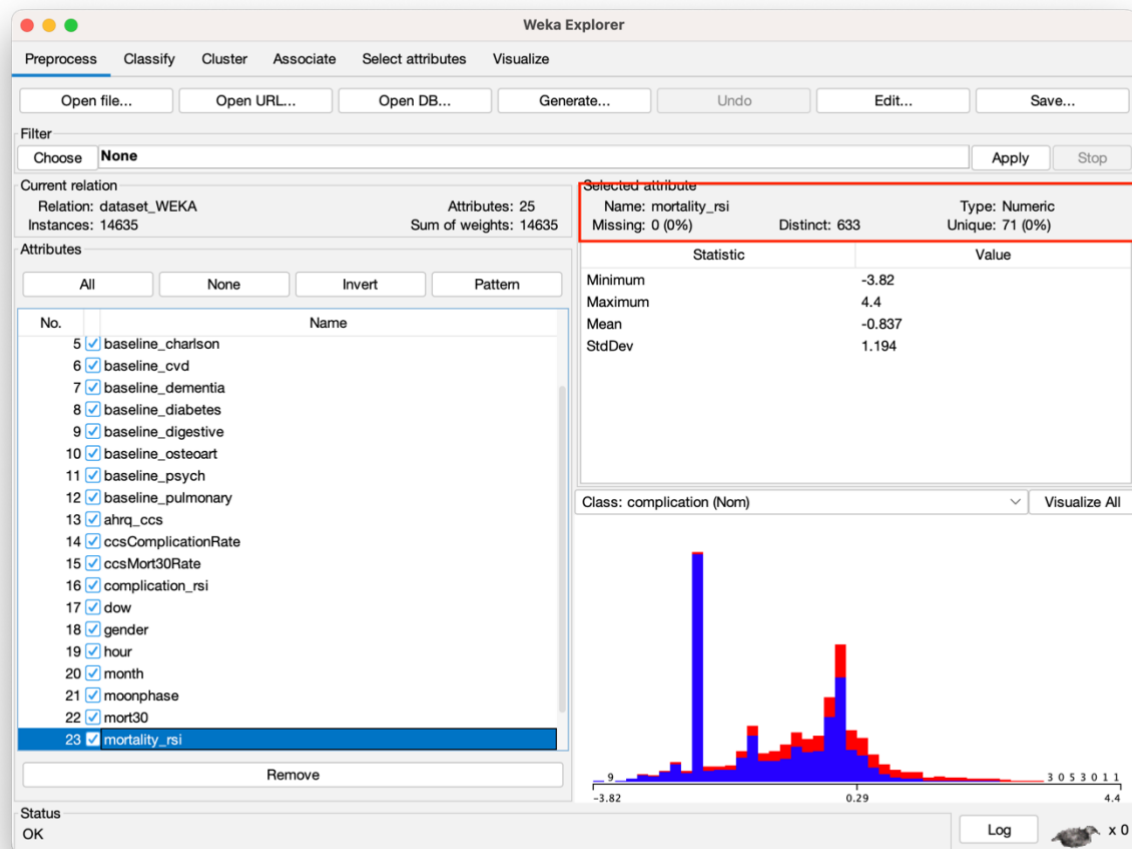 Weka Explorer
Preprocess Classify Cluster Associate Select attributes Visualize
Open file... Open URL... Open DB... Generate... Undo Edit... Save...
Filter
Choose None Apply Stop
Current relation
Relation: dataset_WEKA Attributes: 25
Instances: 14635 Sum of weights: 14635
Selected attribute
Name: mortality_rsi Type: Numeric
Missing: 0 (0%) Distinct: 633 Unique: 71 (0%)
Attributes
All None Invert Pattern
No. Name
5 baseline_charlson
6 baseline_cvd
7 baseline_dementia
8 baseline_diabetes
9 baseline_digestive
10 baseline_osteoart
11 baseline_psych
12 baseline_pulmonary
13 ahrq_ccs
14 ccsComplicationRate
15 ccsMort30Rate
16 complication_rsi
17 dow
18 gender
19 hour
20 month
21 moonphase
22 mort30
23 mortality_rsi
Remove
Statistic Value
Minimum -3.82
Maximum 4.4
Mean -0.837
StdDev 1.194
Class: complication (Nom) Visualize All
9 3 0 5 3 0 1 1
-3.82 0.29 4.4
Status
OK
Log x 0